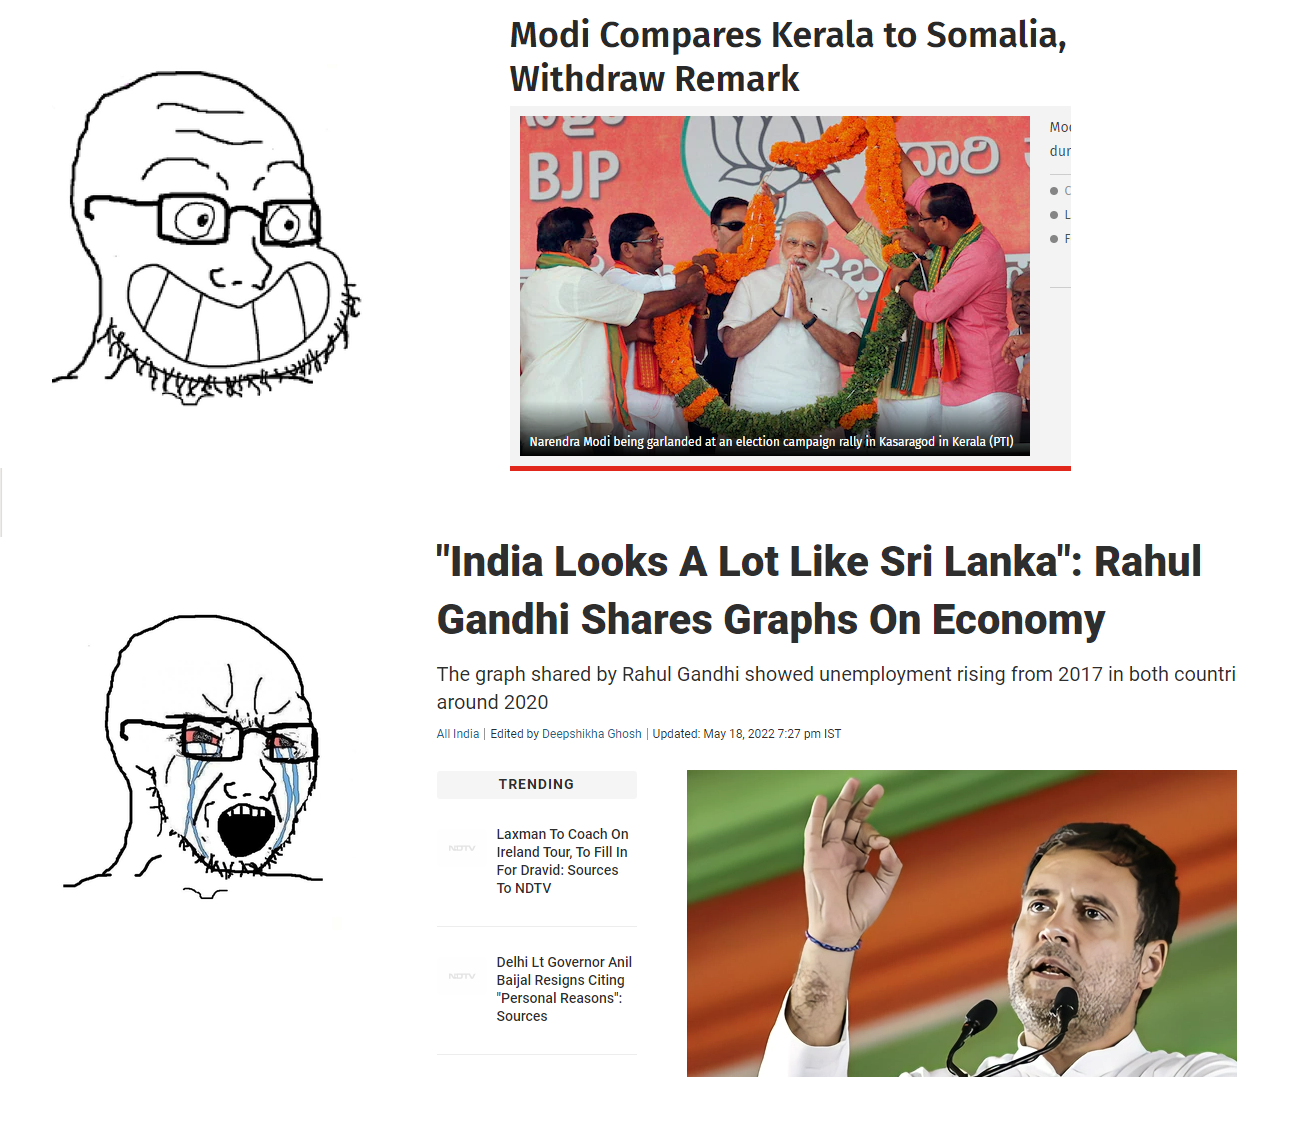 Modi Compares Kerala to Somalia,
Withdraw Remark
BJP
ದಾರಿ
Narendra Modi being garlanded at an election campaign rally in Kasaragod in Kerala (PTI)
"India Looks A Lot Like Sri Lanka": Rahul
Gandhi Shares Graphs On Economy
The graph shared by Rahul Gandhi showed unemployment rising from 2017 in both countri
around 2020
All India | Edited by Deepshikha Ghosh | Updated: May 18, 2022 7:27 pm IST
TRENDING
NDTV
Laxman To Coach On
Ireland Tour, To Fill In
For Dravid: Sources
To NDTV
NDTV
Delhi Lt Governor Anil
Baijal Resigns Citing
"Personal Reasons":
Sources